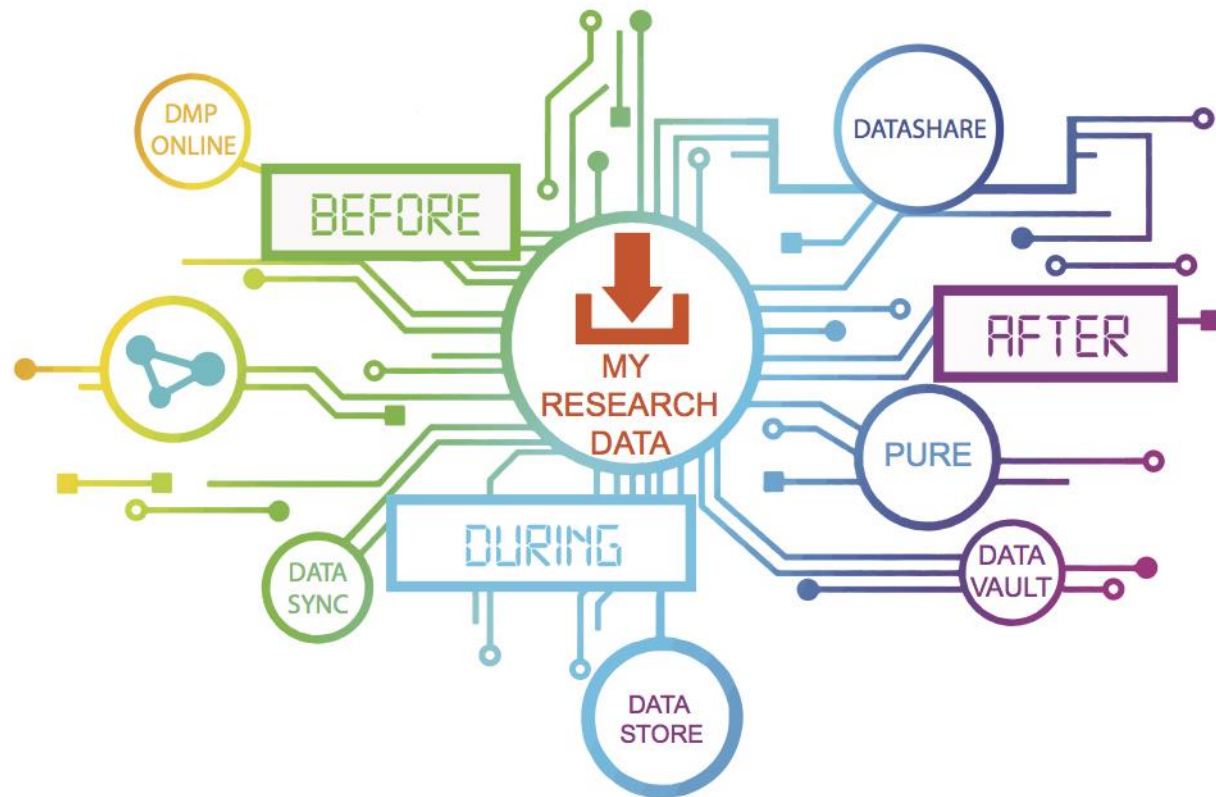 DMP
ONLINE
BEFORE
DATASHARE
AFTER
MY
RESEARCH
DATA
PURE
DURING
DATA
SYNC
DATA
VAULT
DATA
STORE